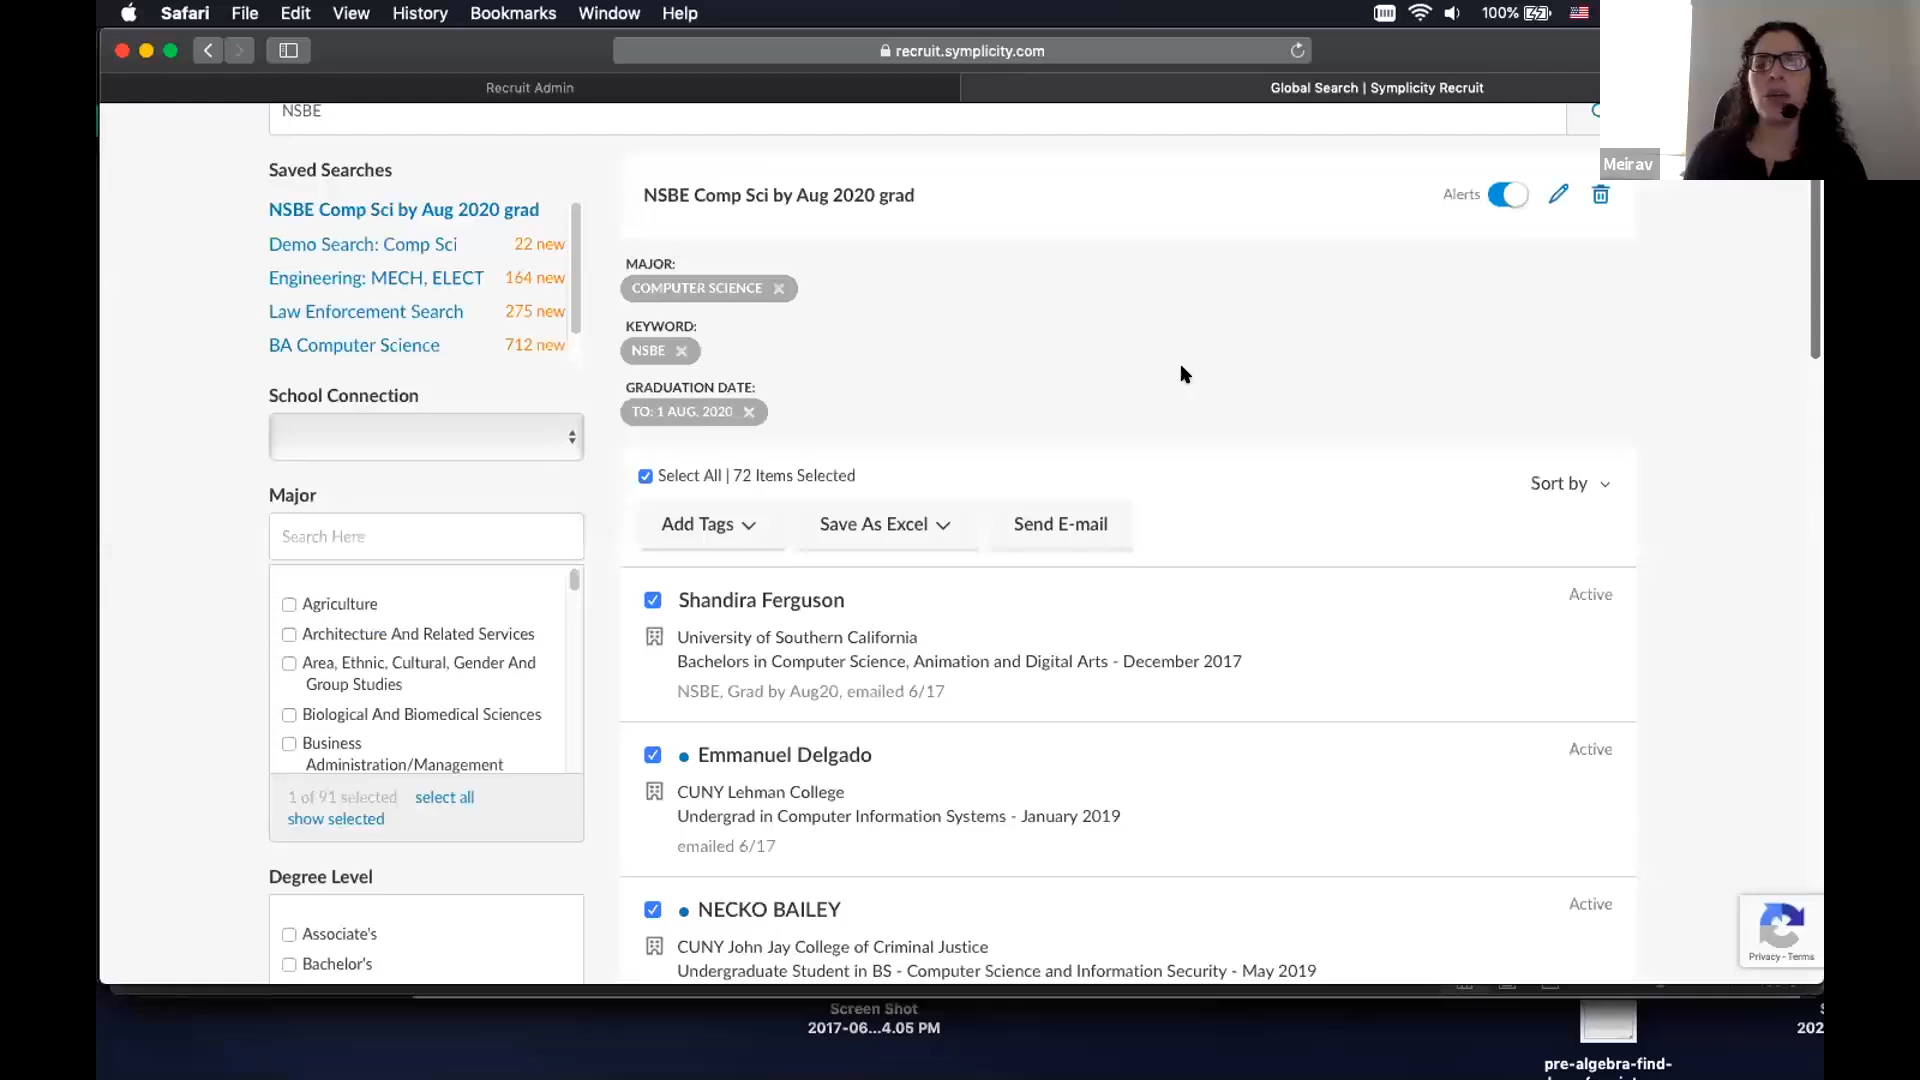 Safari File Edit View History Bookmarks Window Help
100%
recruit.symplicity.com
Recruit Admin
Global Search | Symplicity Recruit
Meirav
NSBE
Saved Searches
NSBE Comp Sci by Aug 2020 grad
Demo Search: Comp Sci 22 new
Engineering: MECH, ELECT 164 new
Law Enforcement Search 275 new
BA Computer Science 712 new
School Connection
Major
Search Here
Agriculture
Architecture And Related Services
Area, Ethnic, Cultural, Gender And
Group Studies
Biological And Biomedical Sciences
Business
Administration/Management
1 of 91 selected select all
show selected
Degree Level
Associate's
Bachelor's
NSBE Comp Sci by Aug 2020 grad
Alerts
MAJOR:
COMPUTER SCIENCE
KEYWORD:
NSBE
GRADUATION DATE:
TO: 1 AUG, 2020
Select All | 72 Items Selected
Sort by
Add Tags Save As Excel Send E-mail
Shandira Ferguson
Active
University of Southern California
Bachelors in Computer Science, Animation and Digital Arts - December 2017
NSBE, Grad by Aug20, emailed 6/17
Emmanuel Delgado
Active
CUNY Lehman College
Undergrad in Computer Information Systems - January 2019
emailed 6/17
NECKO BAILEY
Active
CUNY John Jay College of Criminal Justice
Undergraduate Student in BS - Computer Science and Information Security - May 2019
Privacy - Terms
Screen Shot
2017-06...4.05 PM
pre-algebra-find-